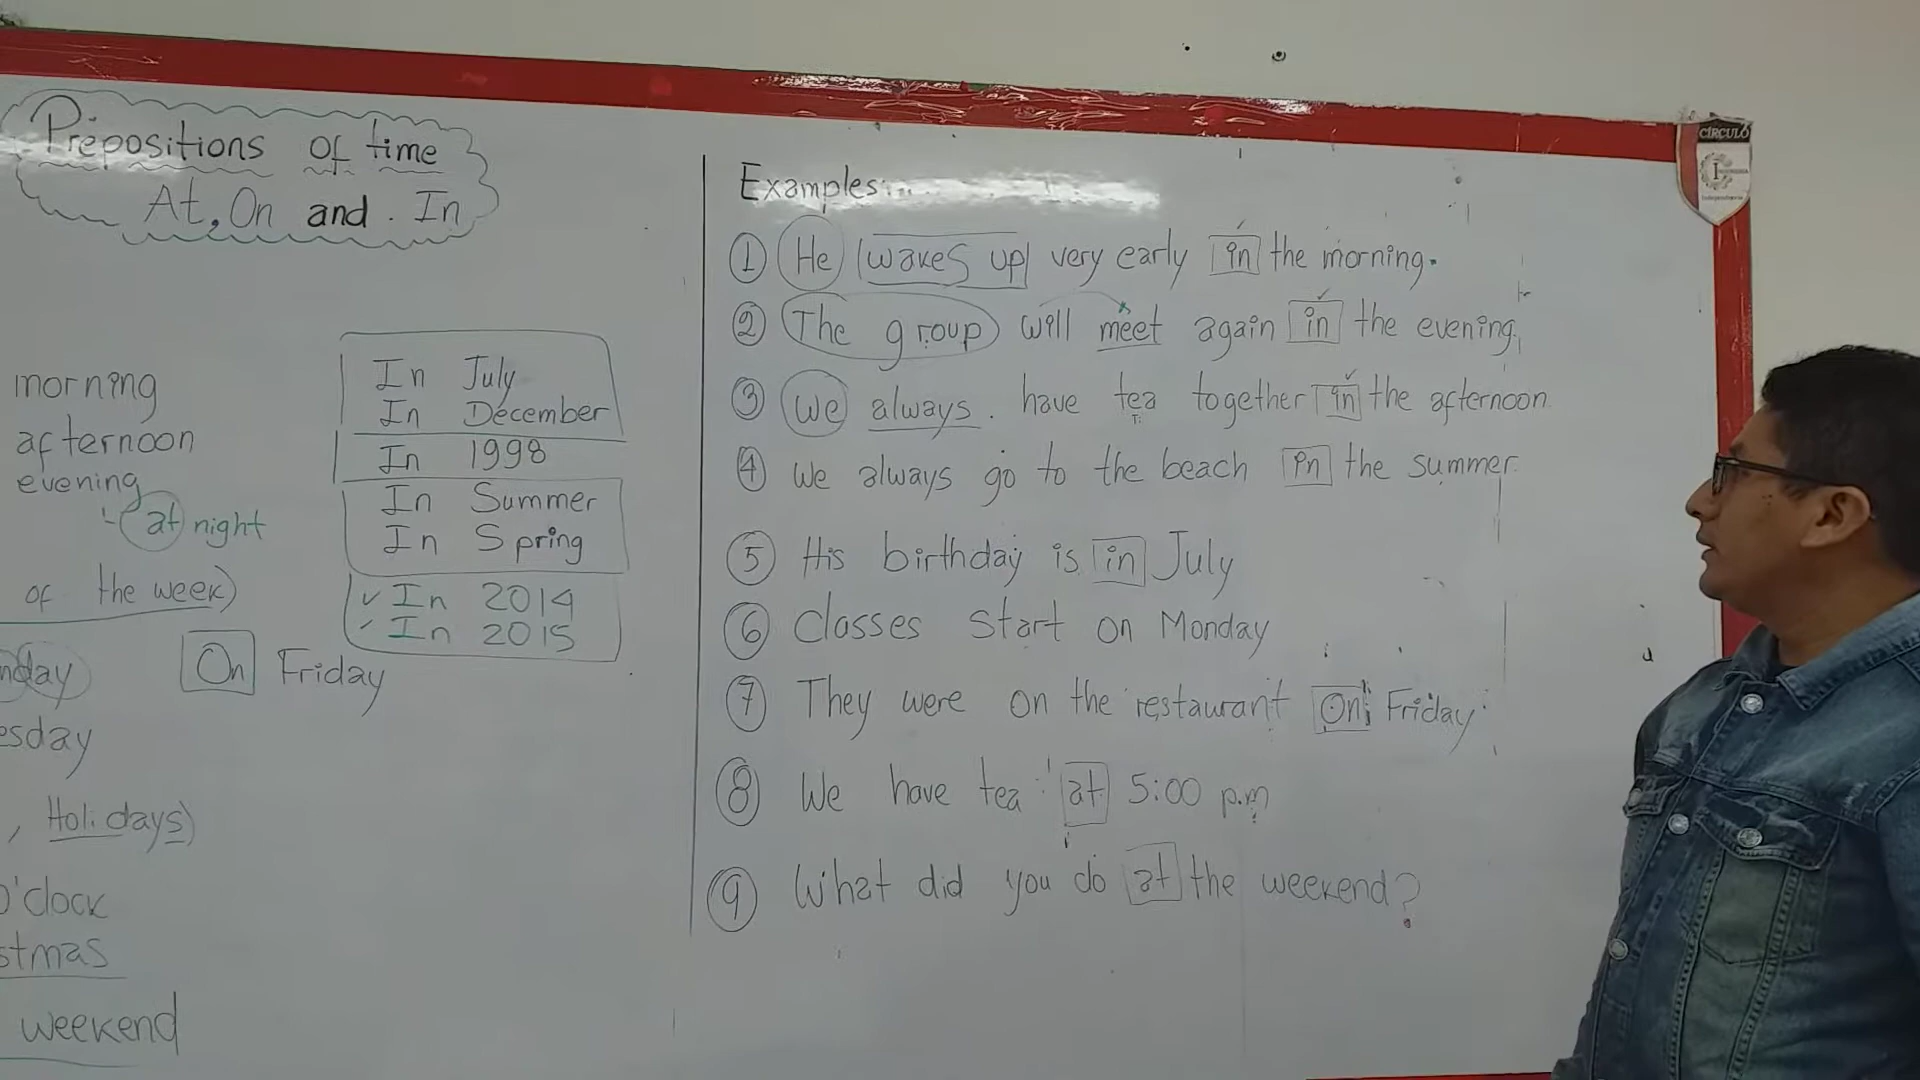 Prepositions of time
At, On and. In
morning
afternoon
evening
at night
of the week)
nday
On Friday
esday
, Holidays)
o'clock
stmas
weekend
In July
In December
In 1998
In Summer
In Spring
In 2014
In 2015
Examples:...
① He wakes up very early in the morning.
② The group will meet again in the evening.
③ We always. have tea together in the afternoon.
④ We always go to the beach in the summer.
⑤ His birthday is in July
⑥ Classes start on Monday
⑦ They were on the restaurant On Friday
⑧ We have tea at 5:00 p.m
⑨ What did you do at the weekend?
CÍRCULO